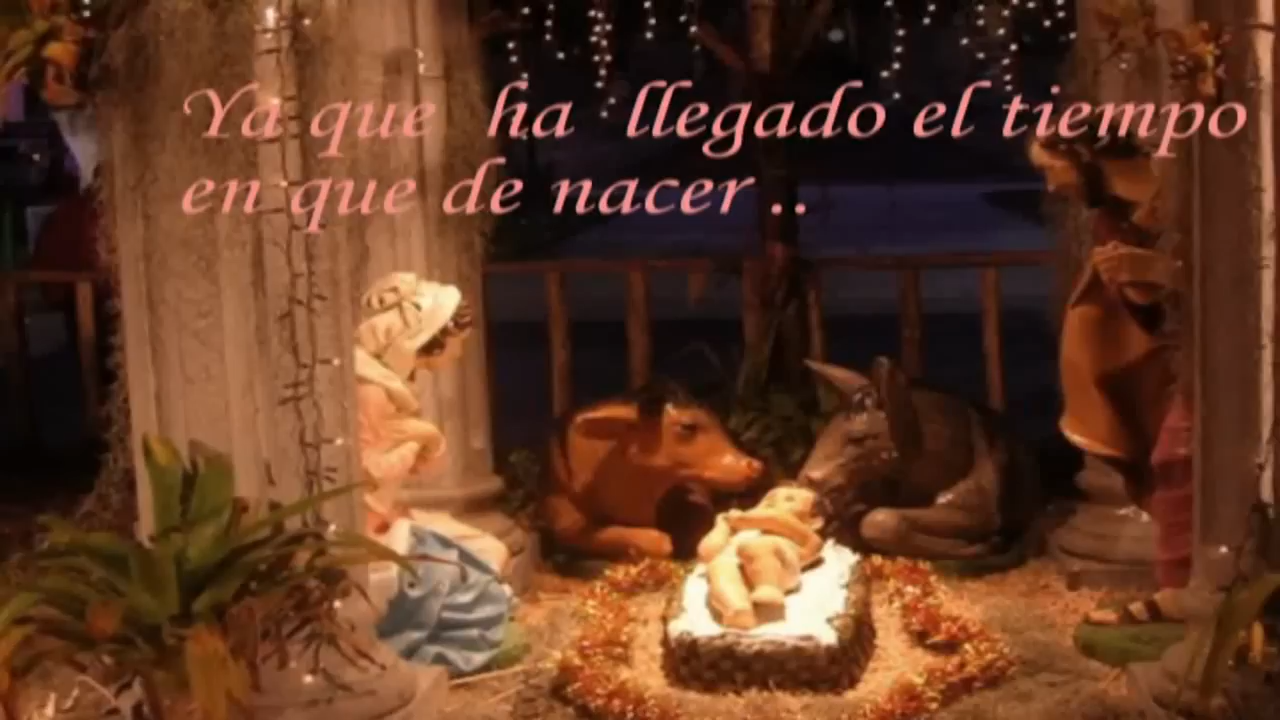 Ya que ha llegado el tiempo
en que de nacer ..